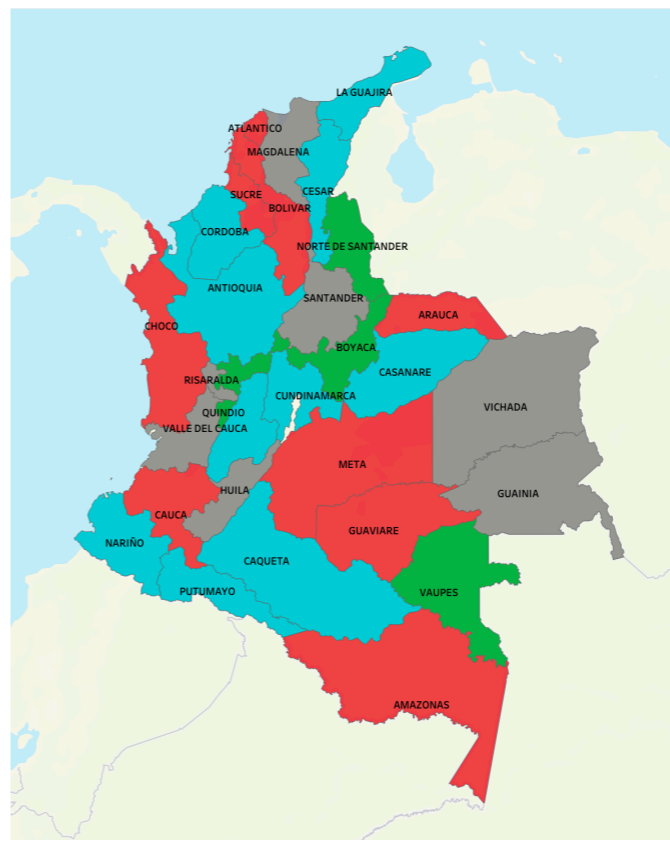 LA GUAJIRA
ATLANTICO
MAGDALENA
CESAR
SUCRE
BOLIVAR
CORDOBA
NORTE DE SANTANDER
ANTIOQUIA
SANTANDER
ARAUCA
CHOCO
BOYACA
CASANARE
RISARALDA
CUNDINAMARCA
VICHADA
QUINDIO
VALLE DEL CAUCA
META
HUILA
GUAINIA
CAUCA
GUAVIARE
NARIÑO
CAQUETA
PUTUMAYO
VAUPES
AMAZONAS